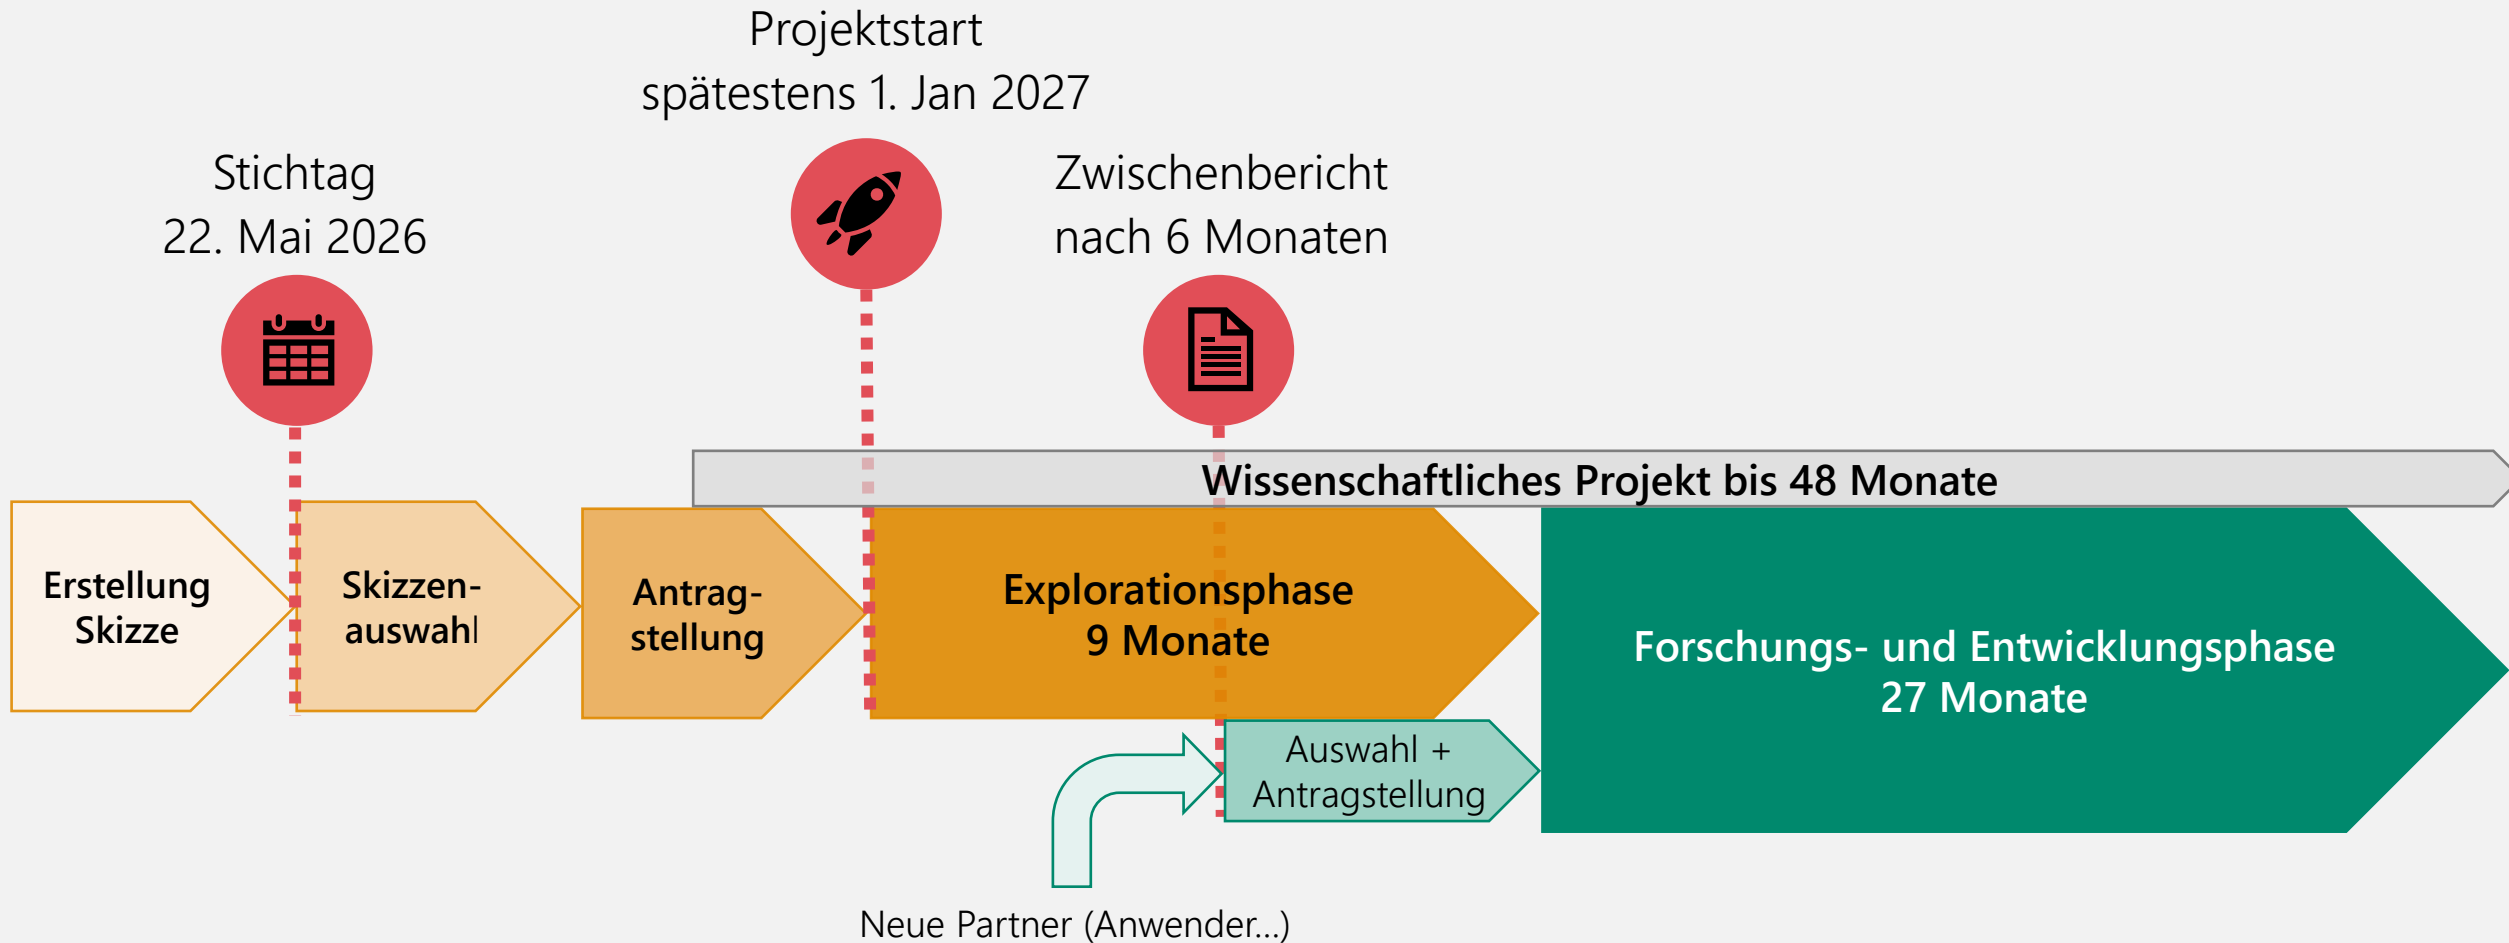 Projektstart
spätestens 1. Jan 2027
Stichtag
22. Mai 2026
Zwischenbericht
nach 6 Monaten
Wissenschaftliches Projekt bis 48 Monate
Erstellung
Skizze
Skizzen-
auswahl
Antrag-
stellung
Explorationsphase
9 Monate
Forschungs- und Entwicklungsphase
27 Monate
Auswahl +
Antragstellung
Neue Partner (Anwender...)